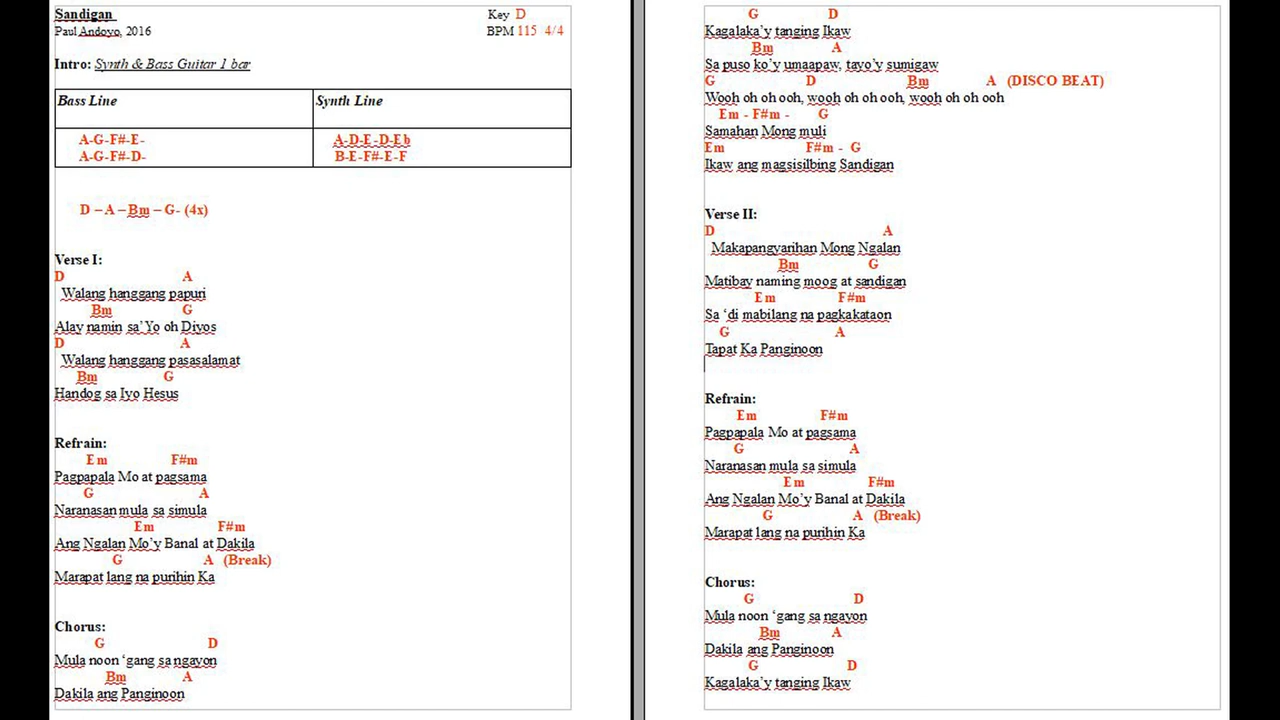 Sandigan Key D
Paul Andoyo, 2016 BPM 115 4/4
Intro: Synth & Bass Guitar 1 bar
Bass Line Synth Line
A-G-F#-E- A-D-E-D-Eb
A-G-F#-D- B-E-F#-E-F
D – A – Bm – G- (4x)
Verse I:
D A
Walang hanggang papuri
Bm G
Alay namin sa’Yo oh Diyos
D A
Walang hanggang pasasalamat
Bm G
Handog sa Iyo Hesus
Refrain:
Em F#m
Pagpapala Mo at pagsama
G A
Naranasan mula sa simula
Em F#m
Ang Ngalan Mo’y Banal at Dakila
G A (Break)
Marapat lang na purihin Ka
Chorus:
G D
Mula noon ‘gang sa ngayon
Bm A
Dakila ang Panginoon
G D
Kagalaka’y tanging Ikaw
Bm A
Sa puso ko’y umaapaw, tayo’y sumigaw
G D Bm A (DISCO BEAT)
Wooh oh oh ooh, wooh oh oh ooh, wooh oh oh ooh
Em - F#m - G
Samahan Mong muli
Em F#m - G
Ikaw ang magsisilbing Sandigan
Verse II:
D A
Makapangyarihan Mong Ngalan
Bm G
Matibay naming moog at sandigan
Em F#m
Sa ‘di mabilang na pagkakataon
G A
Tapat Ka Panginoon
Refrain:
Em F#m
Pagpapala Mo at pagsama
G A
Naranasan mula sa simula
Em F#m
Ang Ngalan Mo’y Banal at Dakila
G A (Break)
Marapat lang na purihin Ka
Chorus:
G D
Mula noon ‘gang sa ngayon
Bm A
Dakila ang Panginoon
G D
Kagalaka’y tanging Ikaw